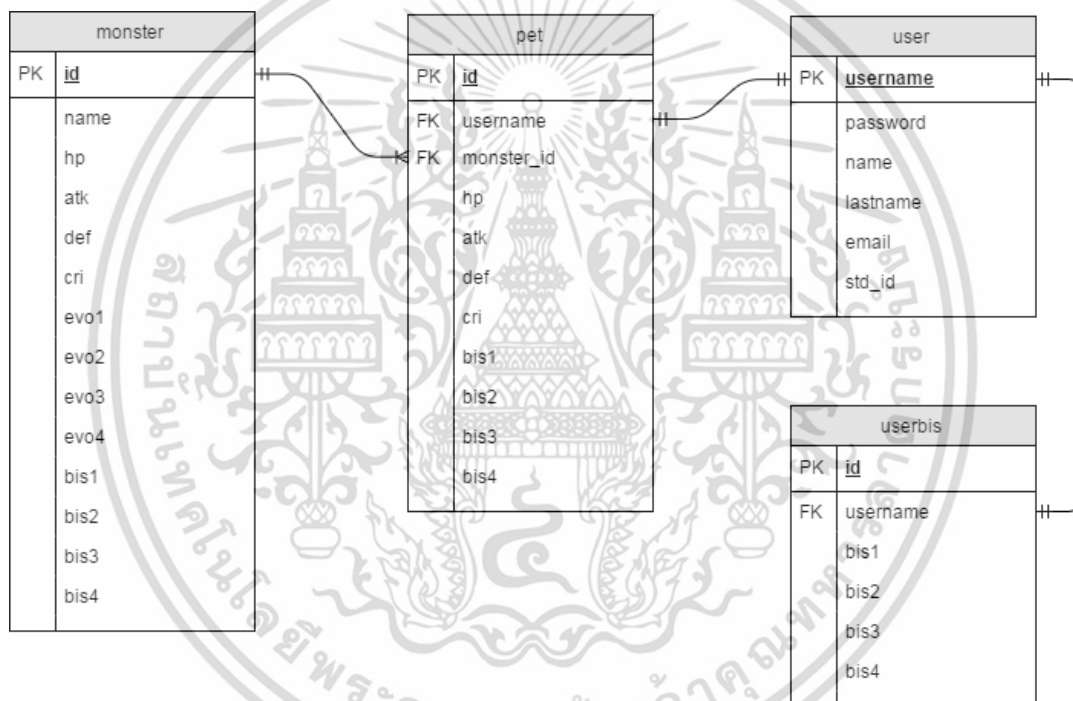 monster
PK id
name
hp
atk
def
cri
evo1
evo2
evo3
evo4
bis1
bis2
bis3
bis4
pet
PK id
FK username
FK monster_id
hp
atk
def
cri
bis1
bis2
bis3
bis4
user
PK username
password
name
lastname
email
std_id
userbis
PK id
FK username
bis1
bis2
bis3
bis4